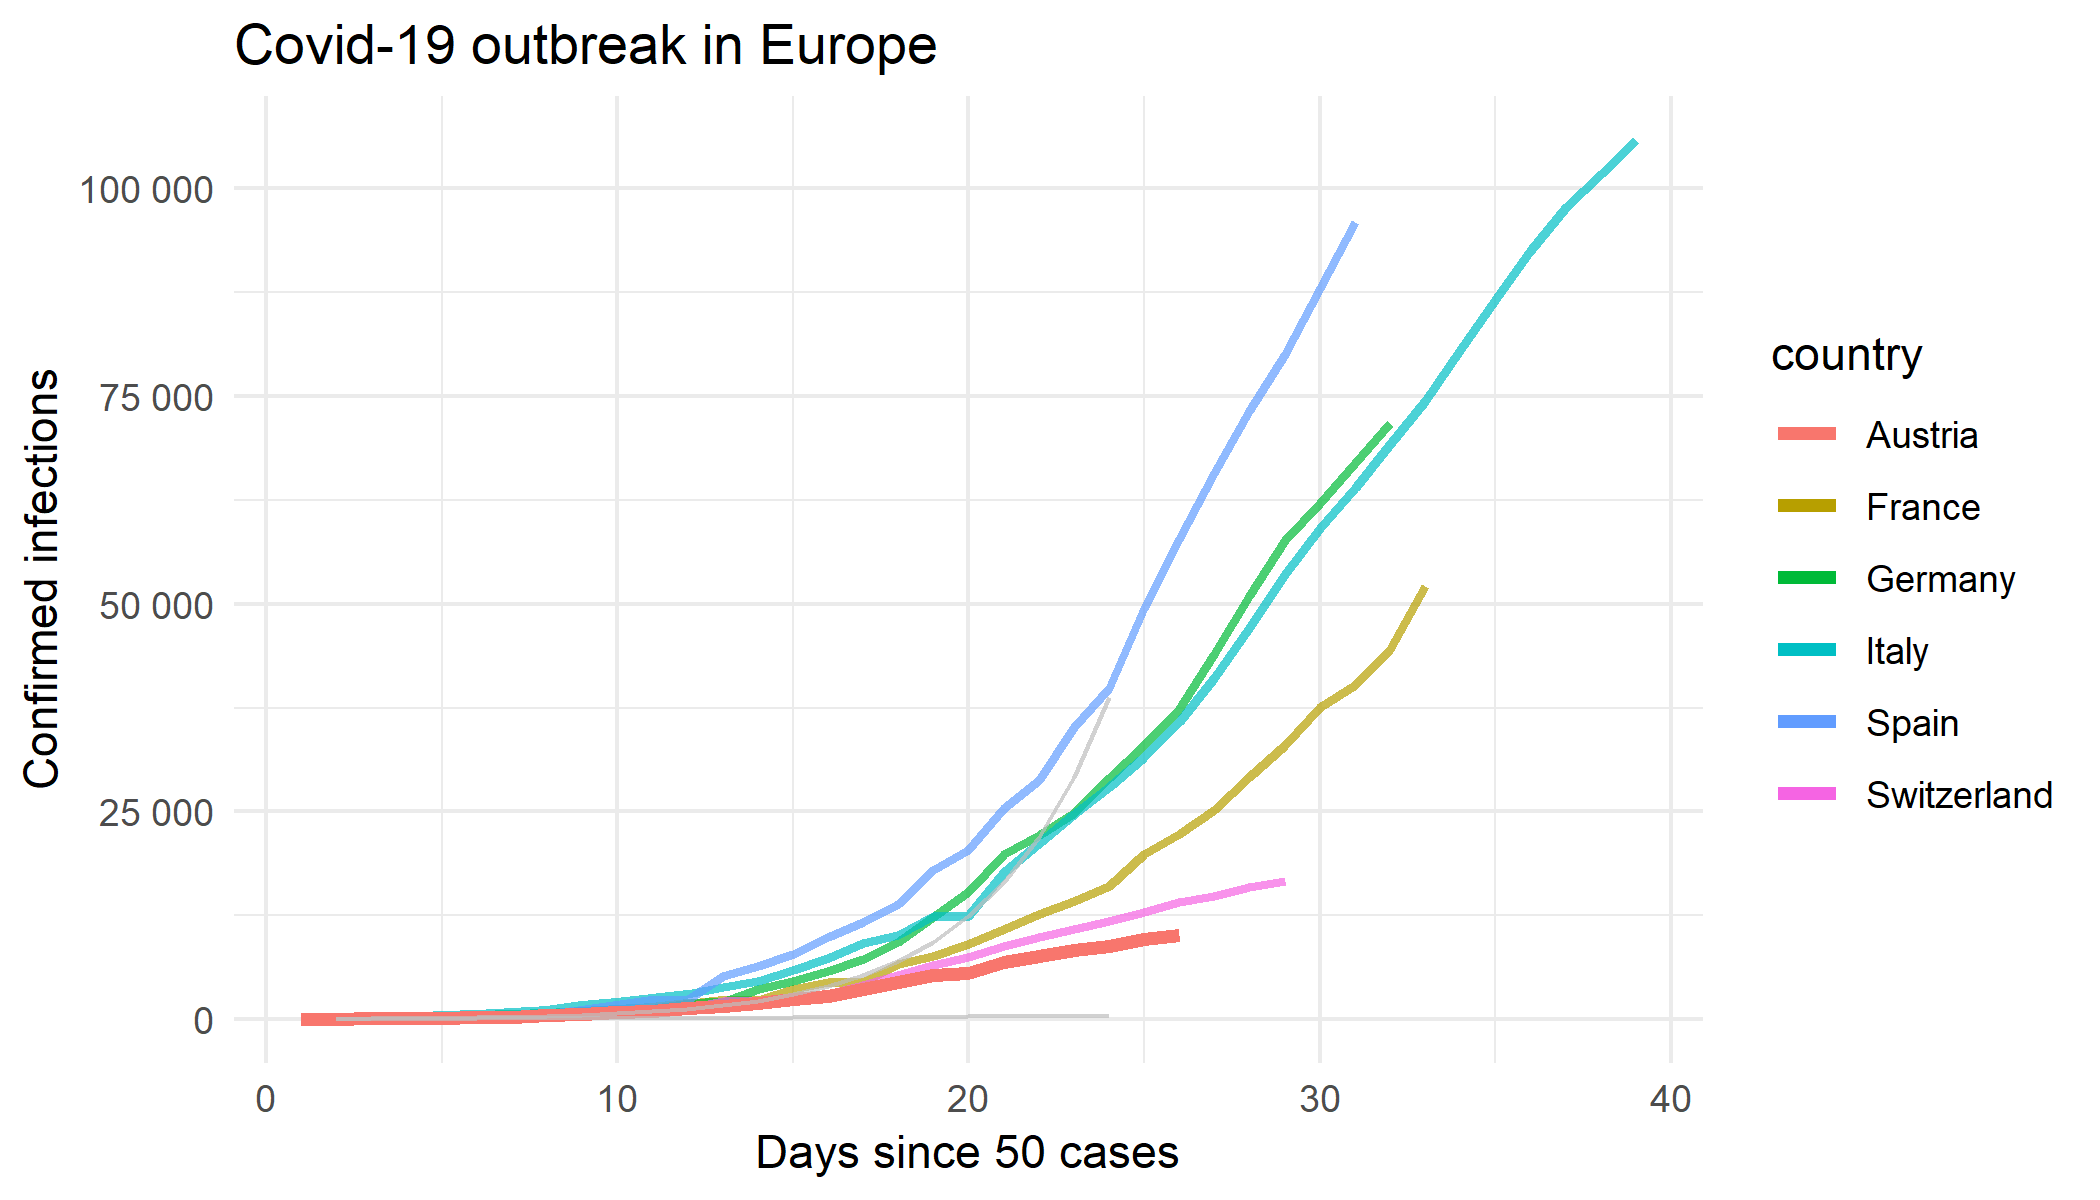 Covid-19 outbreak in Europe
Confirmed infections
100 000
75 000
50 000
25 000
0
0 10 20 30 40
Days since 50 cases
country
Austria
France
Germany
Italy
Spain
Switzerland